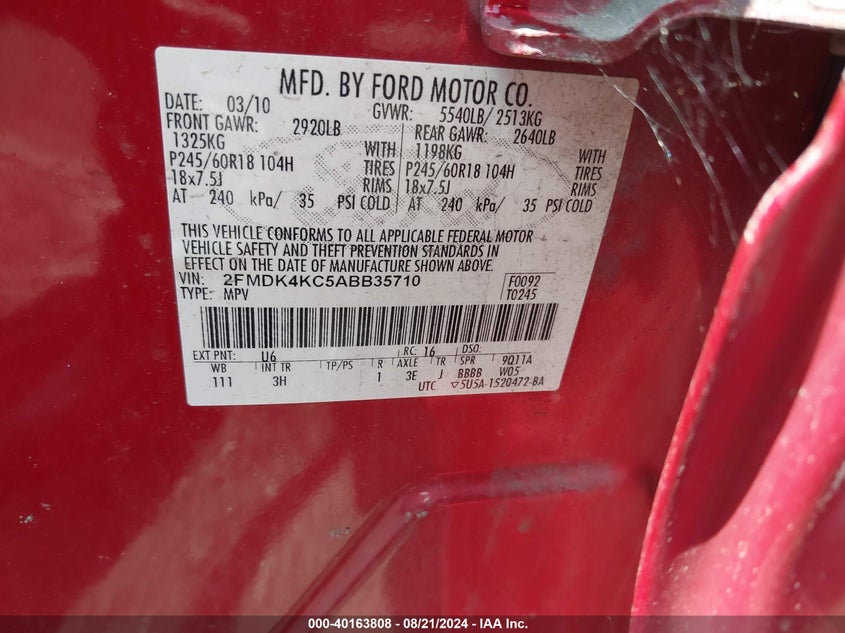 MFD. BY FORD MOTOR CO.
DATE: 03/10 GVWR: 5540LB/ 2513KG
FRONT GAWR: 2920LB REAR GAWR: 2640LB
1325KG WITH 1198KG WITH
P245/60R18 104H TIRES P245/60R18 104H TIRES
18x7.5J RIMS 18x7.5J RIMS
AT 240 kPa/ 35 PSI COLD AT 240 kPa/ 35 PSI COLD
THIS VEHICLE CONFORMS TO ALL APPLICABLE FEDERAL MOTOR
VEHICLE SAFETY AND THEFT PREVENTION STANDARDS IN
EFFECT ON THE DATE OF MANUFACTURE SHOWN ABOVE.
VIN: 2FMDK4KC5ABB35710 F0092
TYPE: MPV T0245
EXT PNT: U6 RC: 16 DSO:
WB INT TR TP/PS R AXLE TR SPR 9Q11A
111 3H 1 3E J BBBB W05
UTC ▽5U5A-1520472-BA
000-40163808 - 08/21/2024 - IAA Inc.